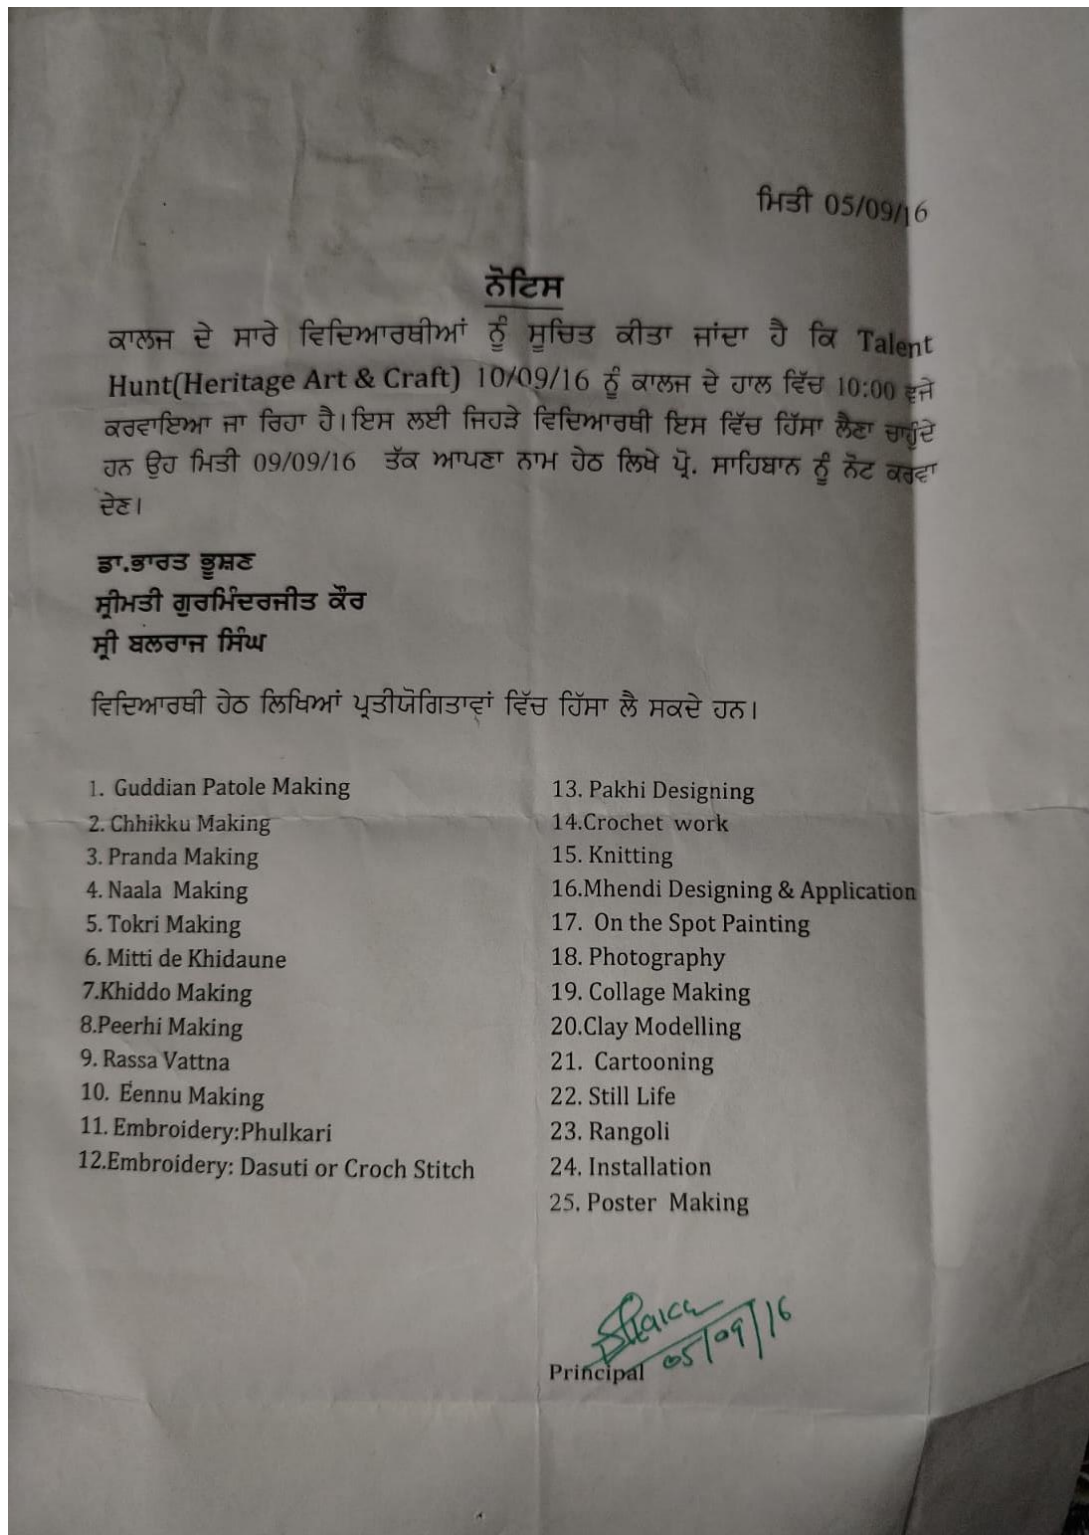 ਮਿਤੀ 05/09/16
ਨੋਟਿਸ
ਕਾਲਜ ਦੇ ਸਾਰੇ ਵਿਦਿਆਰਥੀਆਂ ਨੂੰ ਸੂਚਿਤ ਕੀਤਾ ਜਾਂਦਾ ਹੈ ਕਿ Talent
Hunt(Heritage Art & Craft) 10/09/16 ਨੂੰ ਕਾਲਜ ਦੇ ਹਾਲ ਵਿੱਚ 10:00 ਵਜੇ
ਕਰਵਾਇਆ ਜਾ ਰਿਹਾ ਹੈ।ਇਸ ਲਈ ਜਿਹੜੇ ਵਿਦਿਆਰਥੀ ਇਸ ਵਿੱਚ ਹਿੱਸਾ ਲੈਣਾ ਚਾਹੁੰਦੇ
ਹਨ ਉਹ ਮਿਤੀ 09/09/16 ਤੱਕ ਆਪਣਾ ਨਾਮ ਹੇਠ ਲਿਖੇ ਪ੍ਰੋ. ਸਾਹਿਬਾਨ ਨੂੰ ਨੋਟ ਕਰਵਾ
ਦੇਣ।
ਡਾ.ਭਾਰਤ ਭੂਸ਼ਣ
ਸ੍ਰੀਮਤੀ ਗੁਰਮਿੰਦਰਜੀਤ ਕੌਰ
ਸ੍ਰੀ ਬਲਰਾਜ ਸਿੰਘ
ਵਿਦਿਆਰਥੀ ਹੇਠ ਲਿਖਿਆਂ ਪ੍ਰਤੀਯੋਗਿਤਾਵਾਂ ਵਿੱਚ ਹਿੱਸਾ ਲੈ ਸਕਦੇ ਹਨ।
1. Guddian Patole Making
2. Chhikku Making
3. Pranda Making
4. Naala Making
5. Tokri Making
6. Mitti de Khidaune
7.Khiddo Making
8.Peerhi Making
9. Rassa Vattna
10. Eennu Making
11. Embroidery:Phulkari
12.Embroidery: Dasuti or Croch Stitch
13. Pakhi Designing
14.Crochet work
15. Knitting
16.Mhendi Designing & Application
17. On the Spot Painting
18. Photography
19. Collage Making
20.Clay Modelling
21. Cartooning
22. Still Life
23. Rangoli
24. Installation
25. Poster Making
05/09/16
Principal